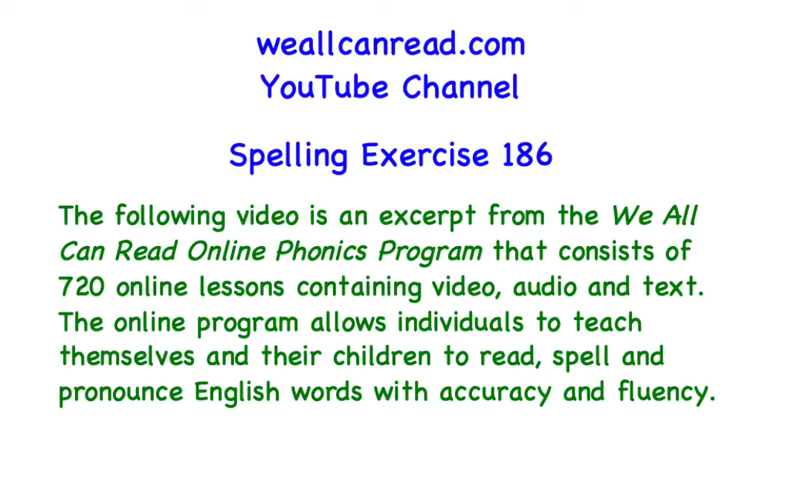 weallcanread.com
YouTube Channel
Spelling Exercise 186
The following video is an excerpt from the We All
Can Read Online Phonics Program that consists of
720 online lessons containing video, audio and text.
The online program allows individuals to teach
themselves and their children to read, spell and
pronounce English words with accuracy and fluency.